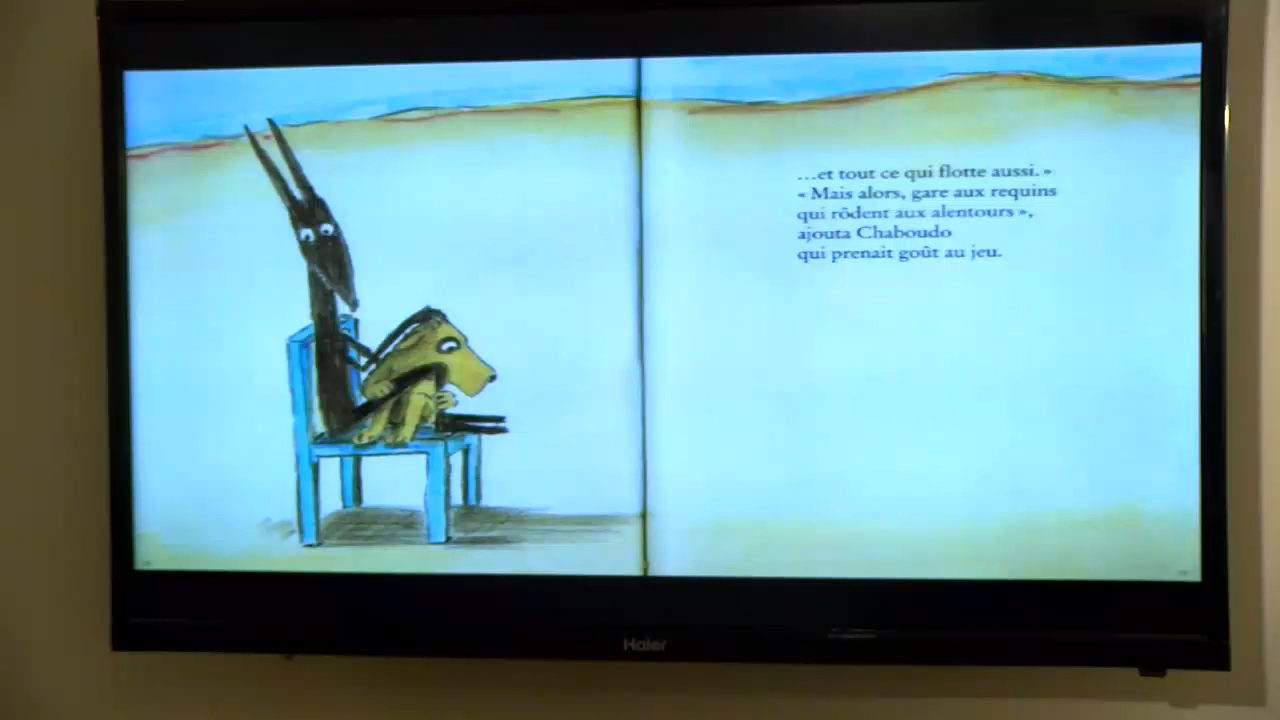 ...et tout ce qui flotte aussi. »
« Mais alors, gare aux requins
qui rôdent aux alentours »,
ajouta Chaboudo
qui prenait goût au jeu.
Haier